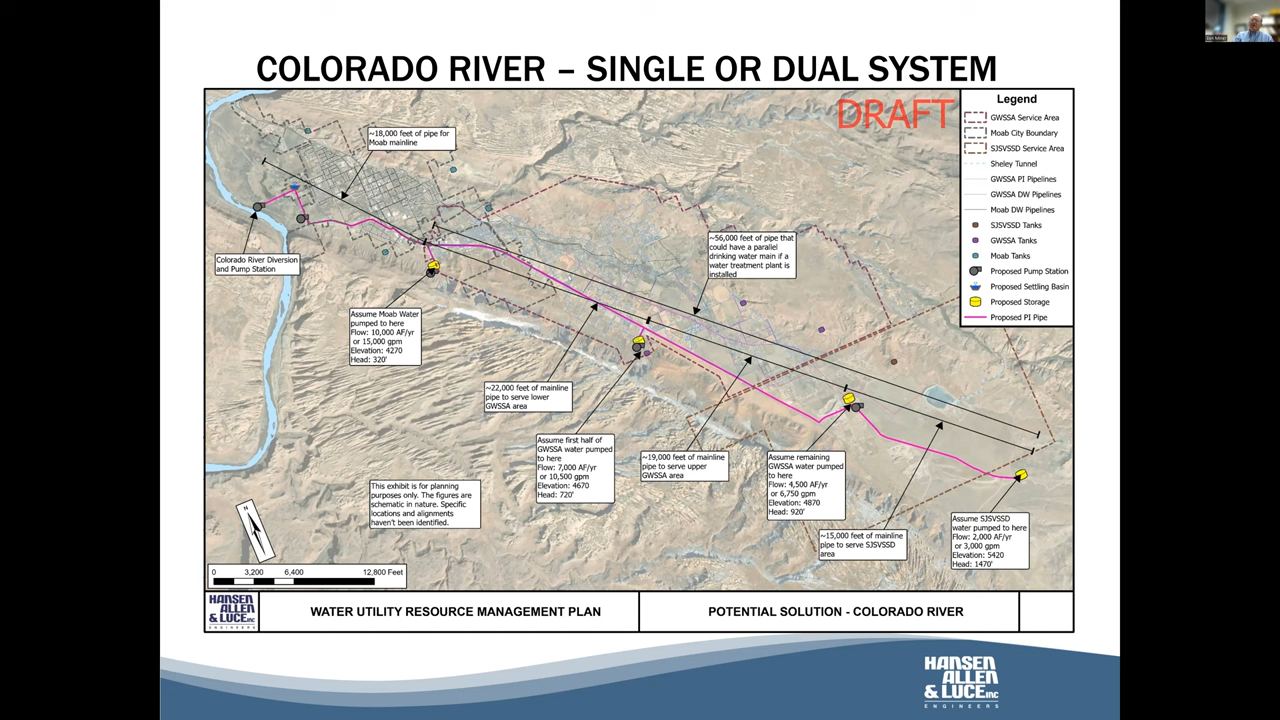 COLORADO RIVER – SINGLE OR DUAL SYSTEM
DRAFT
Legend
GWSSA Service Area
Moab City Boundary
SJSVSSD Service Area
Sheley Tunnel
GWSSA PI Pipelines
GWSSA DW Pipelines
Moab DW Pipelines
SJSVSSD Tanks
GWSSA Tanks
Moab Tanks
Proposed Pump Station
Proposed Settling Basin
Proposed Storage
Proposed PI Pipe
~18,000 feet of pipe for
Moab mainline
Colorado River Diversion
and Pump Station
~56,000 feet of pipe that
could have a parallel
drinking water main if a
water treatment plant is
installed
Assume Moab Water
pumped to here
Flow: 10,000 AF/yr
or 15,000 gpm
Elevation: 4270
Head: 320'
~22,000 feet of mainline
pipe to serve lower
GWSSA area
Assume first half of
GWSSA water pumped
to here
Flow: 7,000 AF/yr
or 10,500 gpm
Elevation: 4670
Head: 720'
~19,000 feet of mainline
pipe to serve upper
GWSSA area
Assume remaining
GWSSA water pumped
to here
Flow: 4,500 AF/yr
or 6,750 gpm
Elevation: 4870
Head: 920'
~15,000 feet of mainline
pipe to serve SJSVSSD
area
Assume SJSVSSD
water pumped to here
Flow: 2,000 AF/yr
or 3,000 gpm
Elevation: 5420
Head: 1470'
This exhibit is for planning
purposes only. The figures are
schematic in nature. Specific
locations and alignments
haven't been identified.
N
0 3,200 6,400 12,800 Feet
HANSEN
ALLEN
& LUCE INC
ENGINEERS
WATER UTILITY RESOURCE MANAGEMENT PLAN
POTENTIAL SOLUTION - COLORADO RIVER
HANSEN
ALLEN
& LUCE INC
ENGINEERS